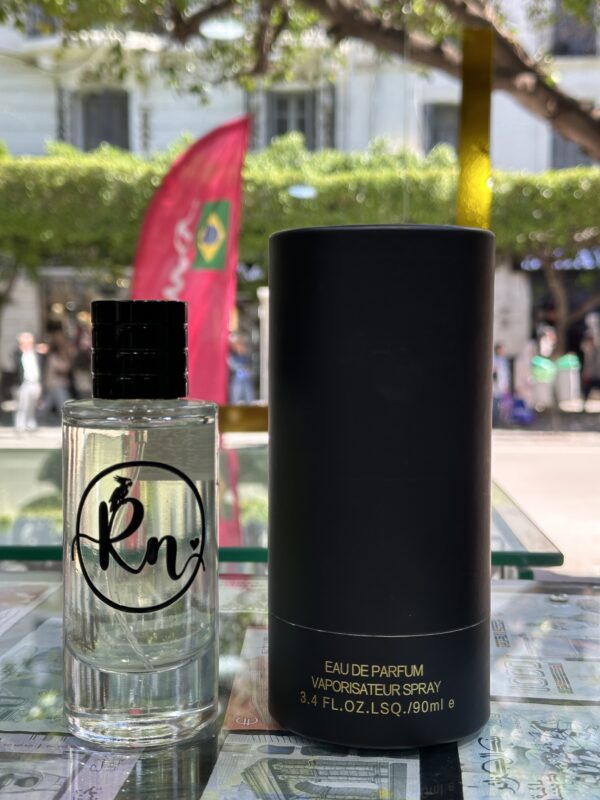 Rn
EAU DE PARFUM
VAPORISATEUR SPRAY
3.4 FL.OZ.LSQ./90ml e